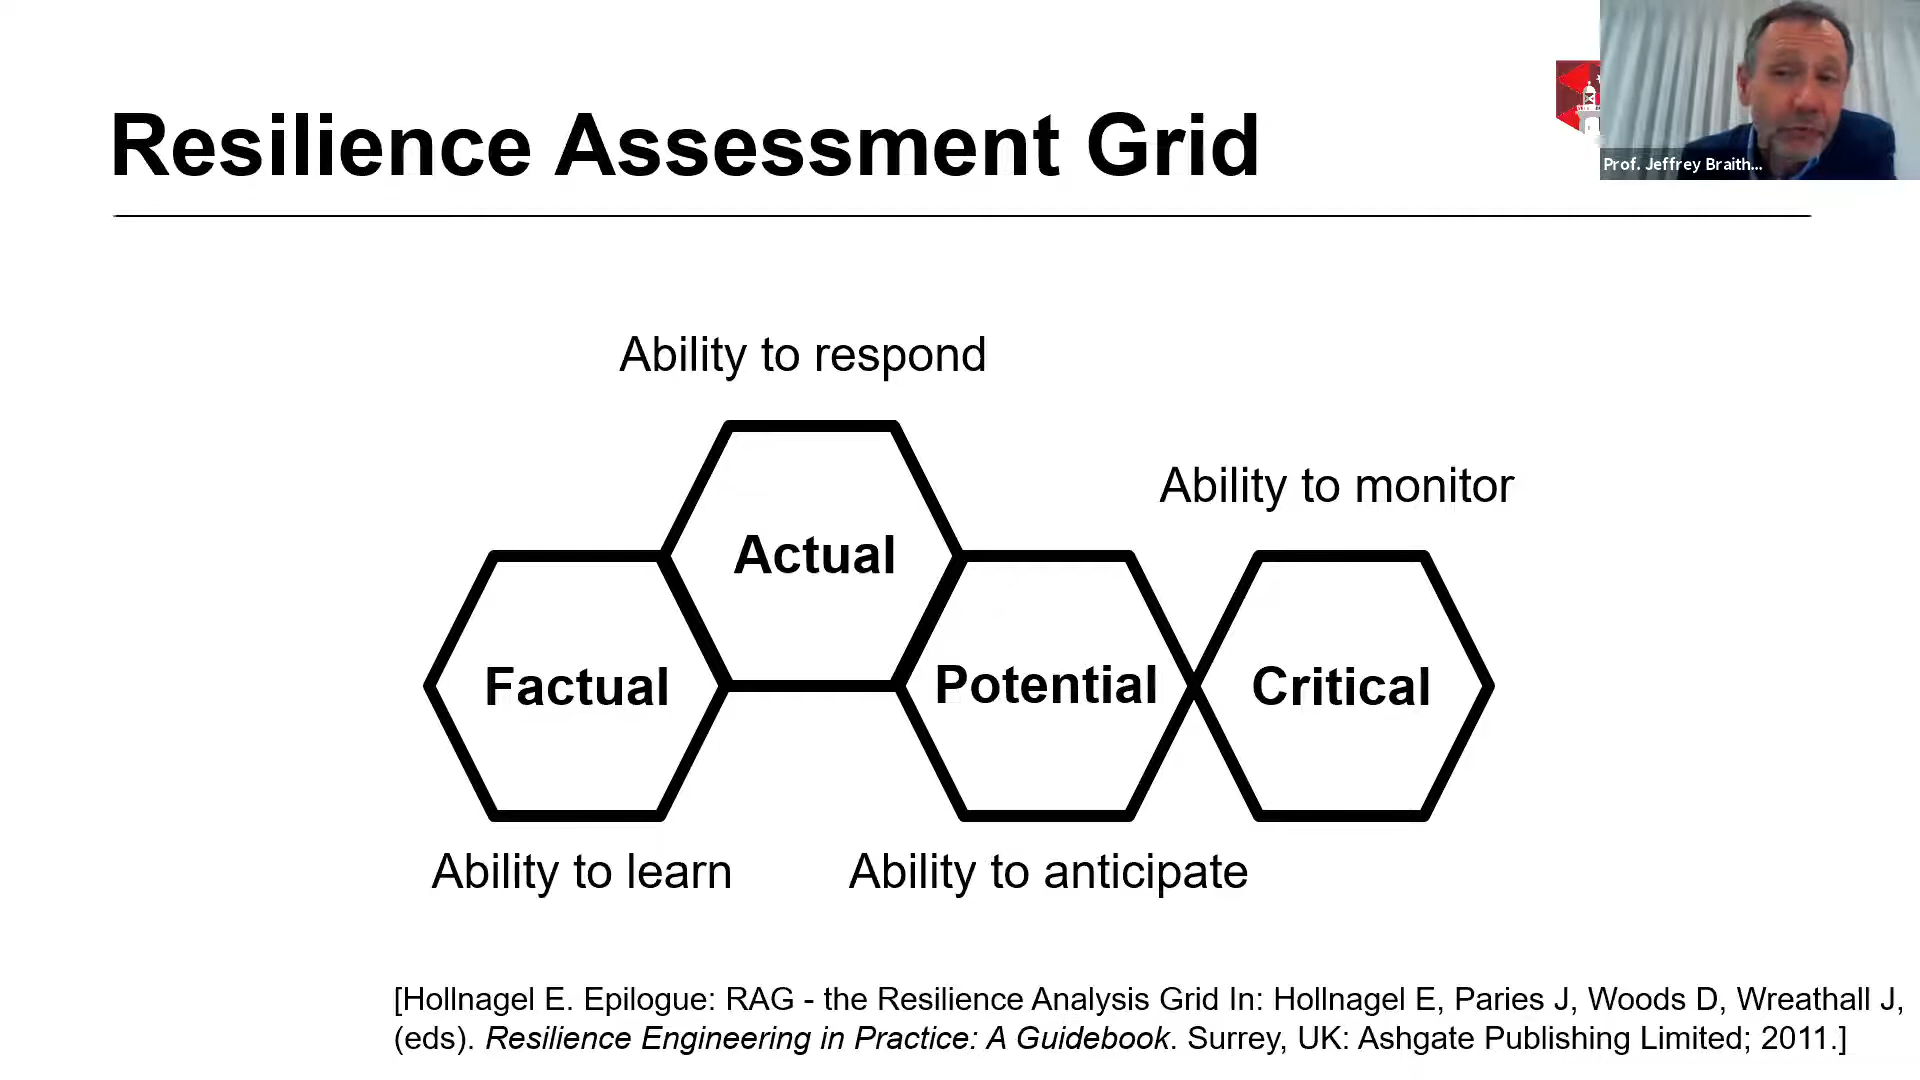 Resilience Assessment Grid
Prof. Jeffrey Braith...
Ability to respond
Ability to monitor
Actual
Factual
Potential
Critical
Ability to learn
Ability to anticipate
[Hollnagel E. Epilogue: RAG - the Resilience Analysis Grid In: Hollnagel E, Paries J, Woods D, Wreathall J,
(eds). Resilience Engineering in Practice: A Guidebook. Surrey, UK: Ashgate Publishing Limited; 2011.]